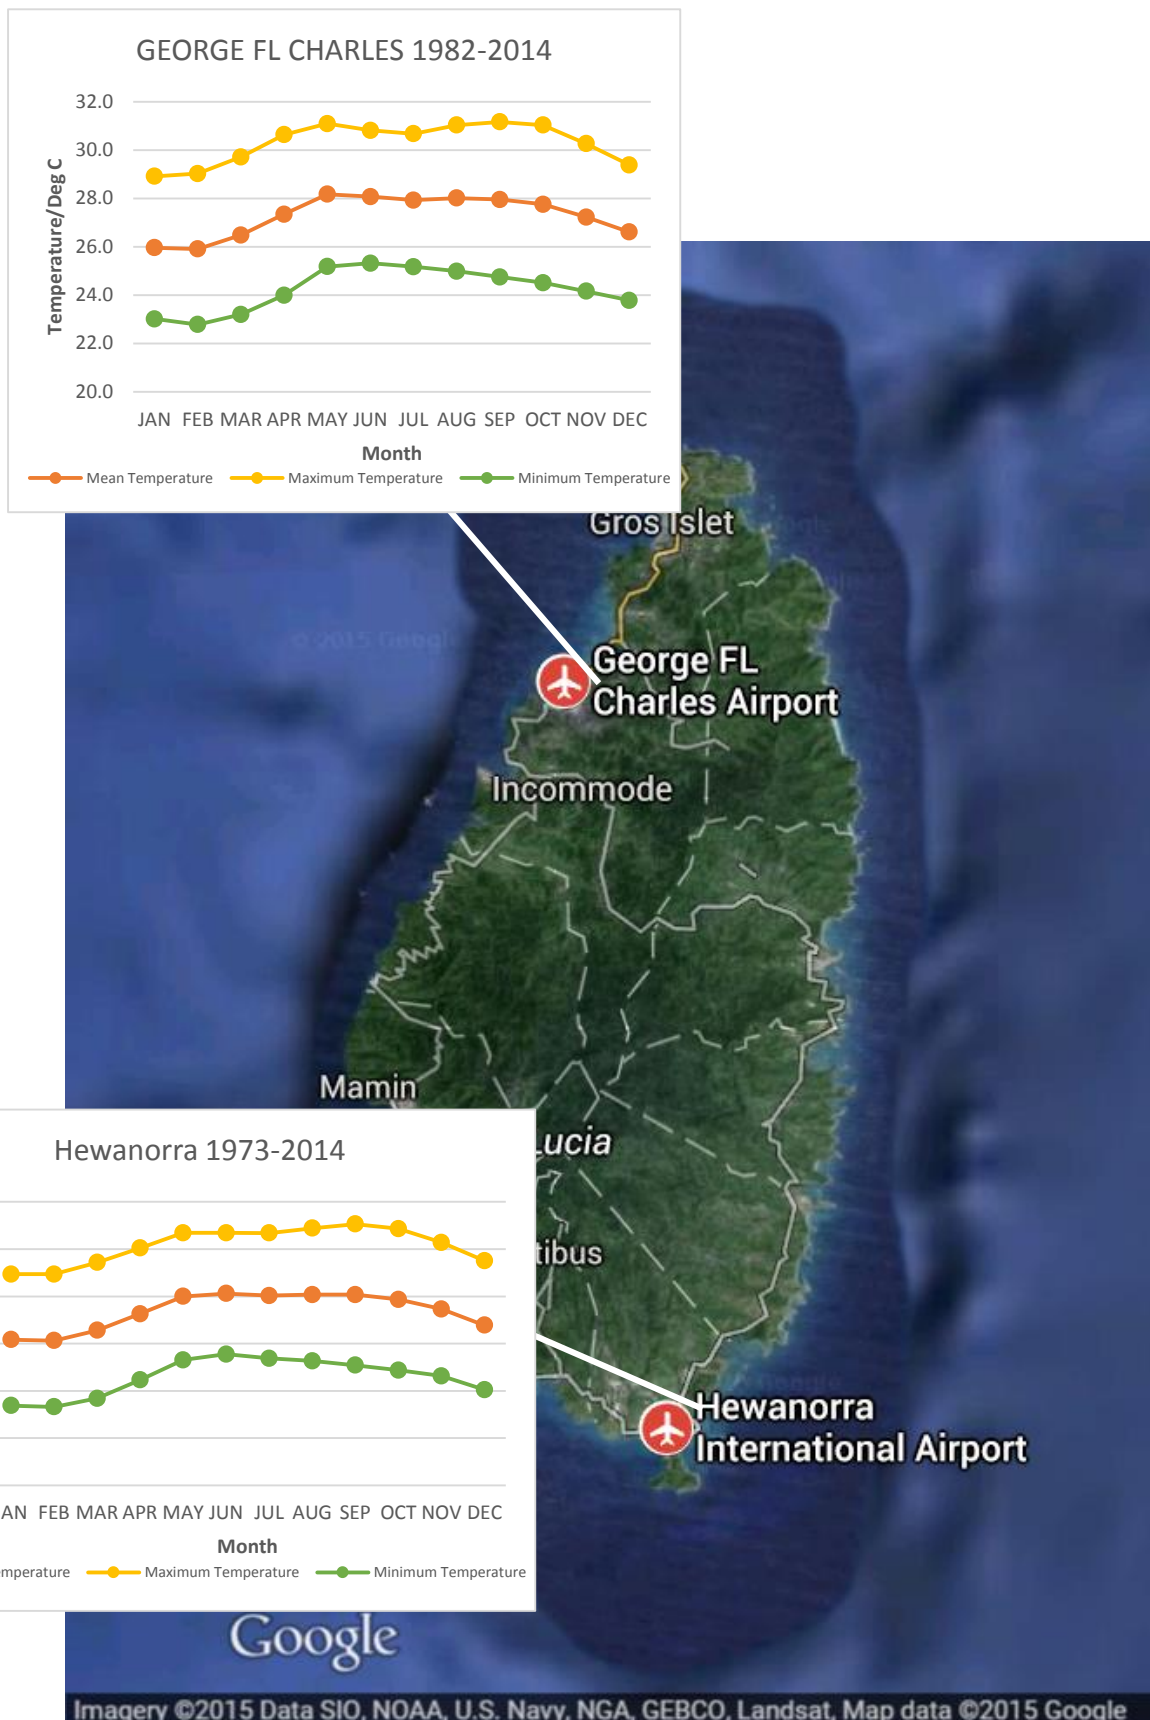 GEORGE FL CHARLES 1982-2014
32.0
30.0
28.0
26.0
24.0
22.0
20.0
Temperature/Deg C
JAN FEB MAR APR MAY JUN JUL AUG SEP OCT NOV DEC
Month
Mean Temperature Maximum Temperature Minimum Temperature
Gros Islet
© 2015 Google
George FL
Charles Airport
Incommode
Mamin
Lucia
tibus
Hewanorra 1973-2014
AN FEB MAR APR MAY JUN JUL AUG SEP OCT NOV DEC
Month
mperature Maximum Temperature Minimum Temperature
Hewanorra
International Airport
Google
Imagery ©2015 Data SIO, NOAA, U.S. Navy, NGA, GEBCO, Landsat, Map data ©2015 Google